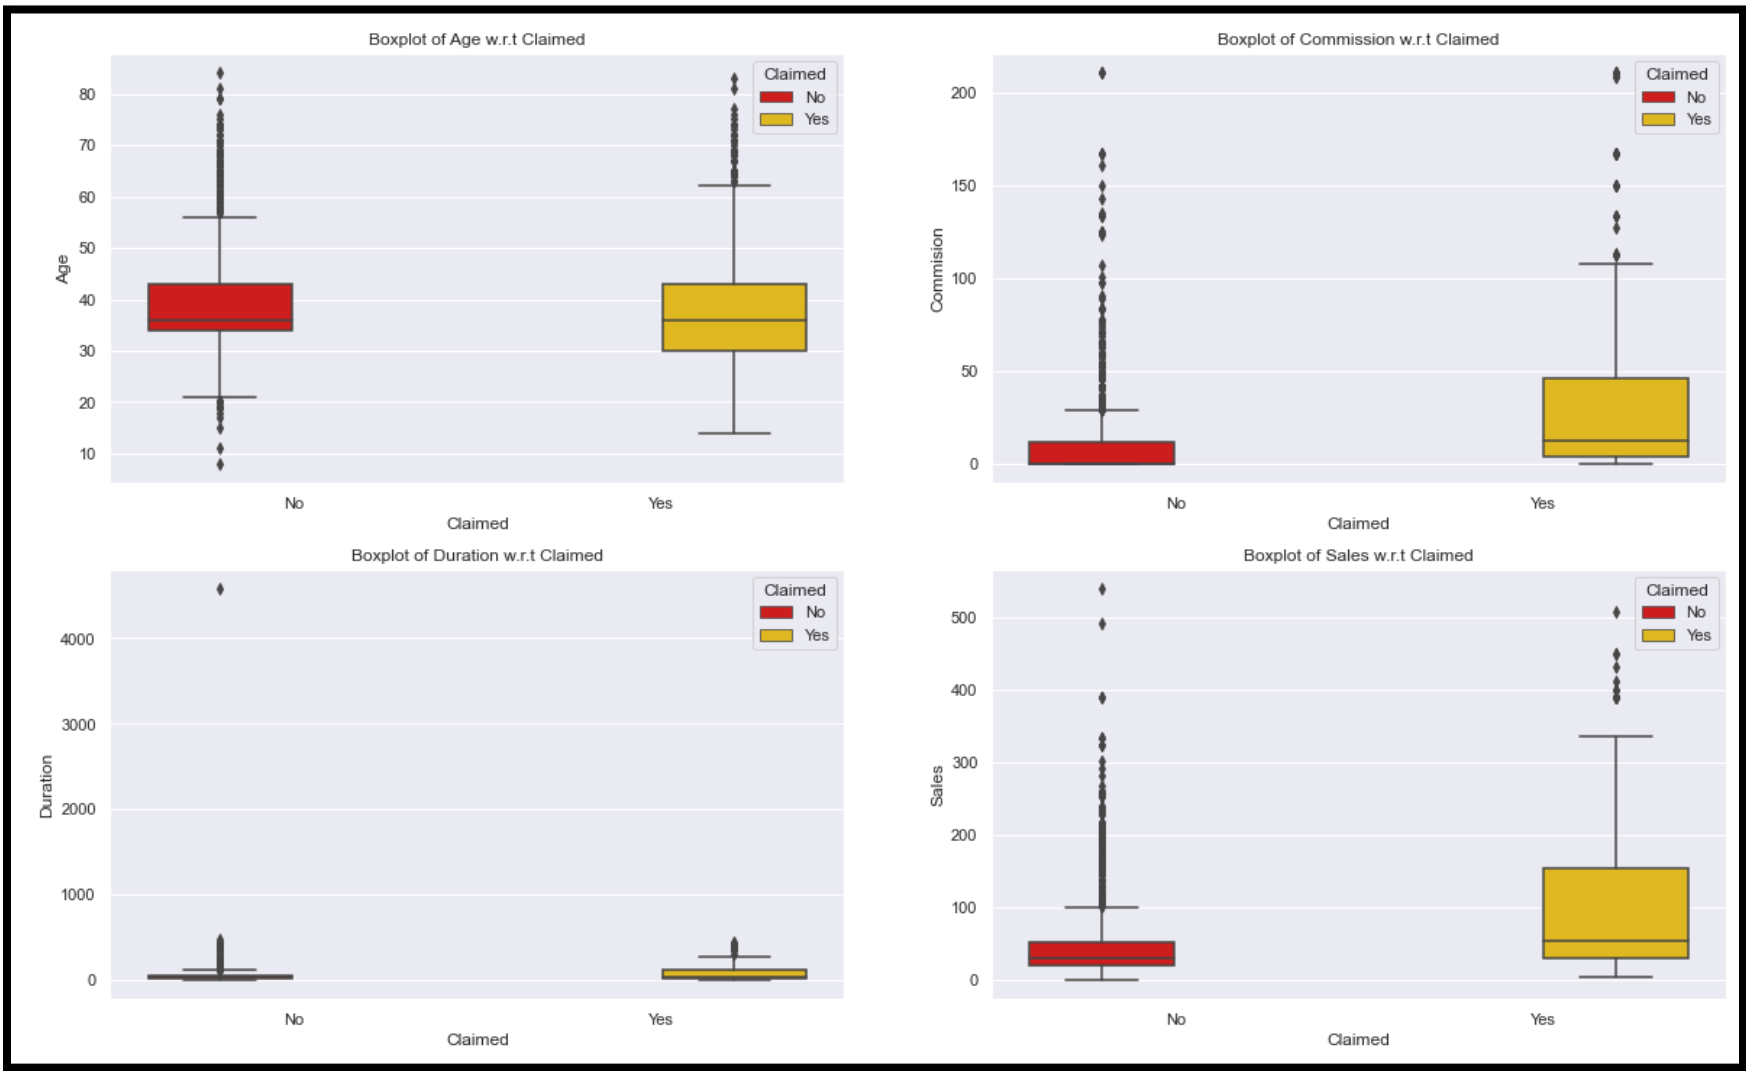 Boxplot of Age w.r.t Claimed
Claimed
No
Yes
80
70
60
50
40
30
20
10
Age
No
Yes
Claimed
Boxplot of Commission w.r.t Claimed
Claimed
No
Yes
200
150
100
50
0
Commision
No
Yes
Claimed
Boxplot of Duration w.r.t Claimed
Claimed
No
Yes
4000
3000
2000
1000
0
Duration
No
Yes
Claimed
Boxplot of Sales w.r.t Claimed
Claimed
No
Yes
500
400
300
200
100
0
Sales
No
Yes
Claimed